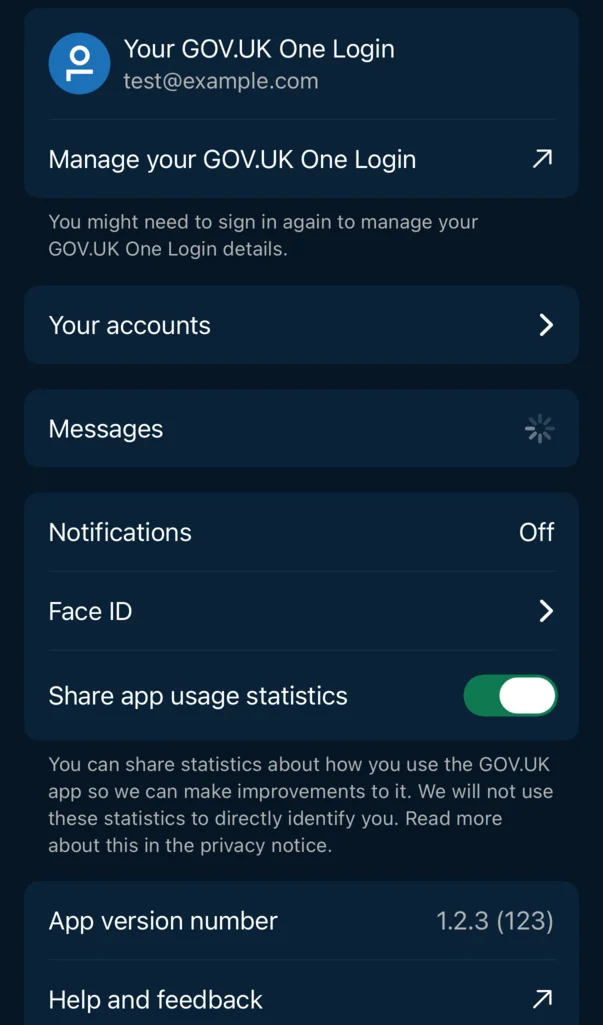 Your GOV.UK One Login
test@example.com
Manage your GOV.UK One Login
You might need to sign in again to manage your
GOV.UK One Login details.
Your accounts
Messages
Notifications
Off
Face ID
Share app usage statistics
You can share statistics about how you use the GOV.UK
app so we can make improvements to it. We will not use
these statistics to directly identify you. Read more
about this in the privacy notice.
App version number
1.2.3 (123)
Help and feedback